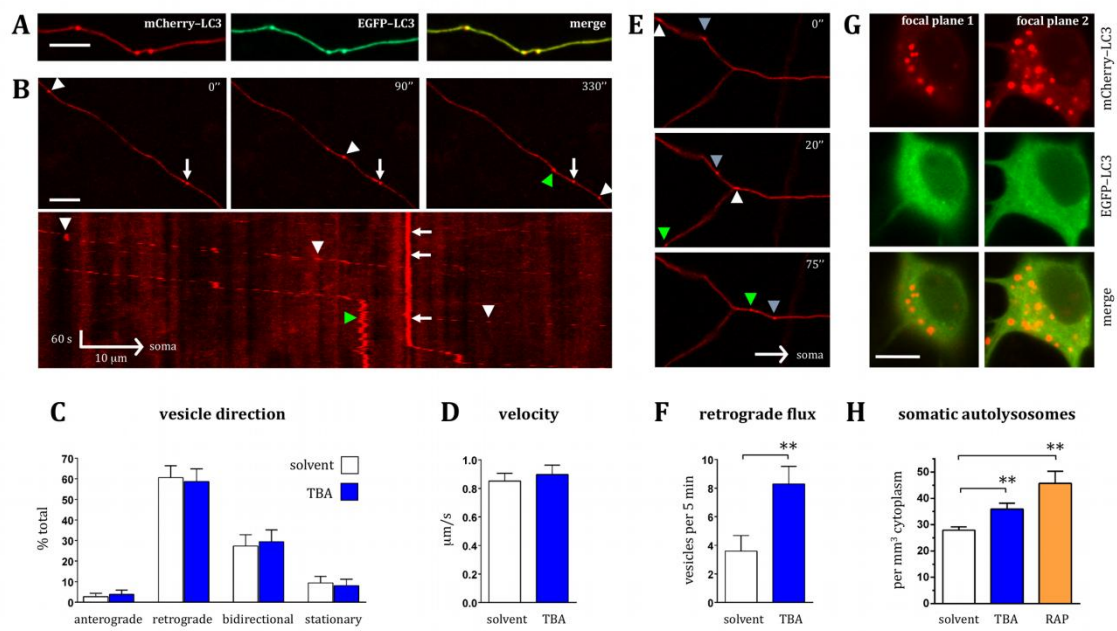 A
mCherry–LC3
EGFP–LC3
merge
B
0''
90''
330''
60 s
10 µm
soma
C
vesicle direction
% total
70
60
50
40
30
20
10
0
solvent
TBA
anterograde
retrograde
bidirectional
stationary
D
velocity
µm/s
1.0
0.8
0.6
0.4
0.2
0.0
solvent
TBA
E
0''
20''
75''
soma
F
retrograde flux
vesicles per 5 min
10
8
6
4
2
0
**
solvent
TBA
G
focal plane 1
focal plane 2
mCherry–LC3
EGFP–LC3
merge
H
somatic autolysosomes
per mm³ cytoplasm
60
50
40
30
20
10
0
**
**
solvent
TBA
RAP